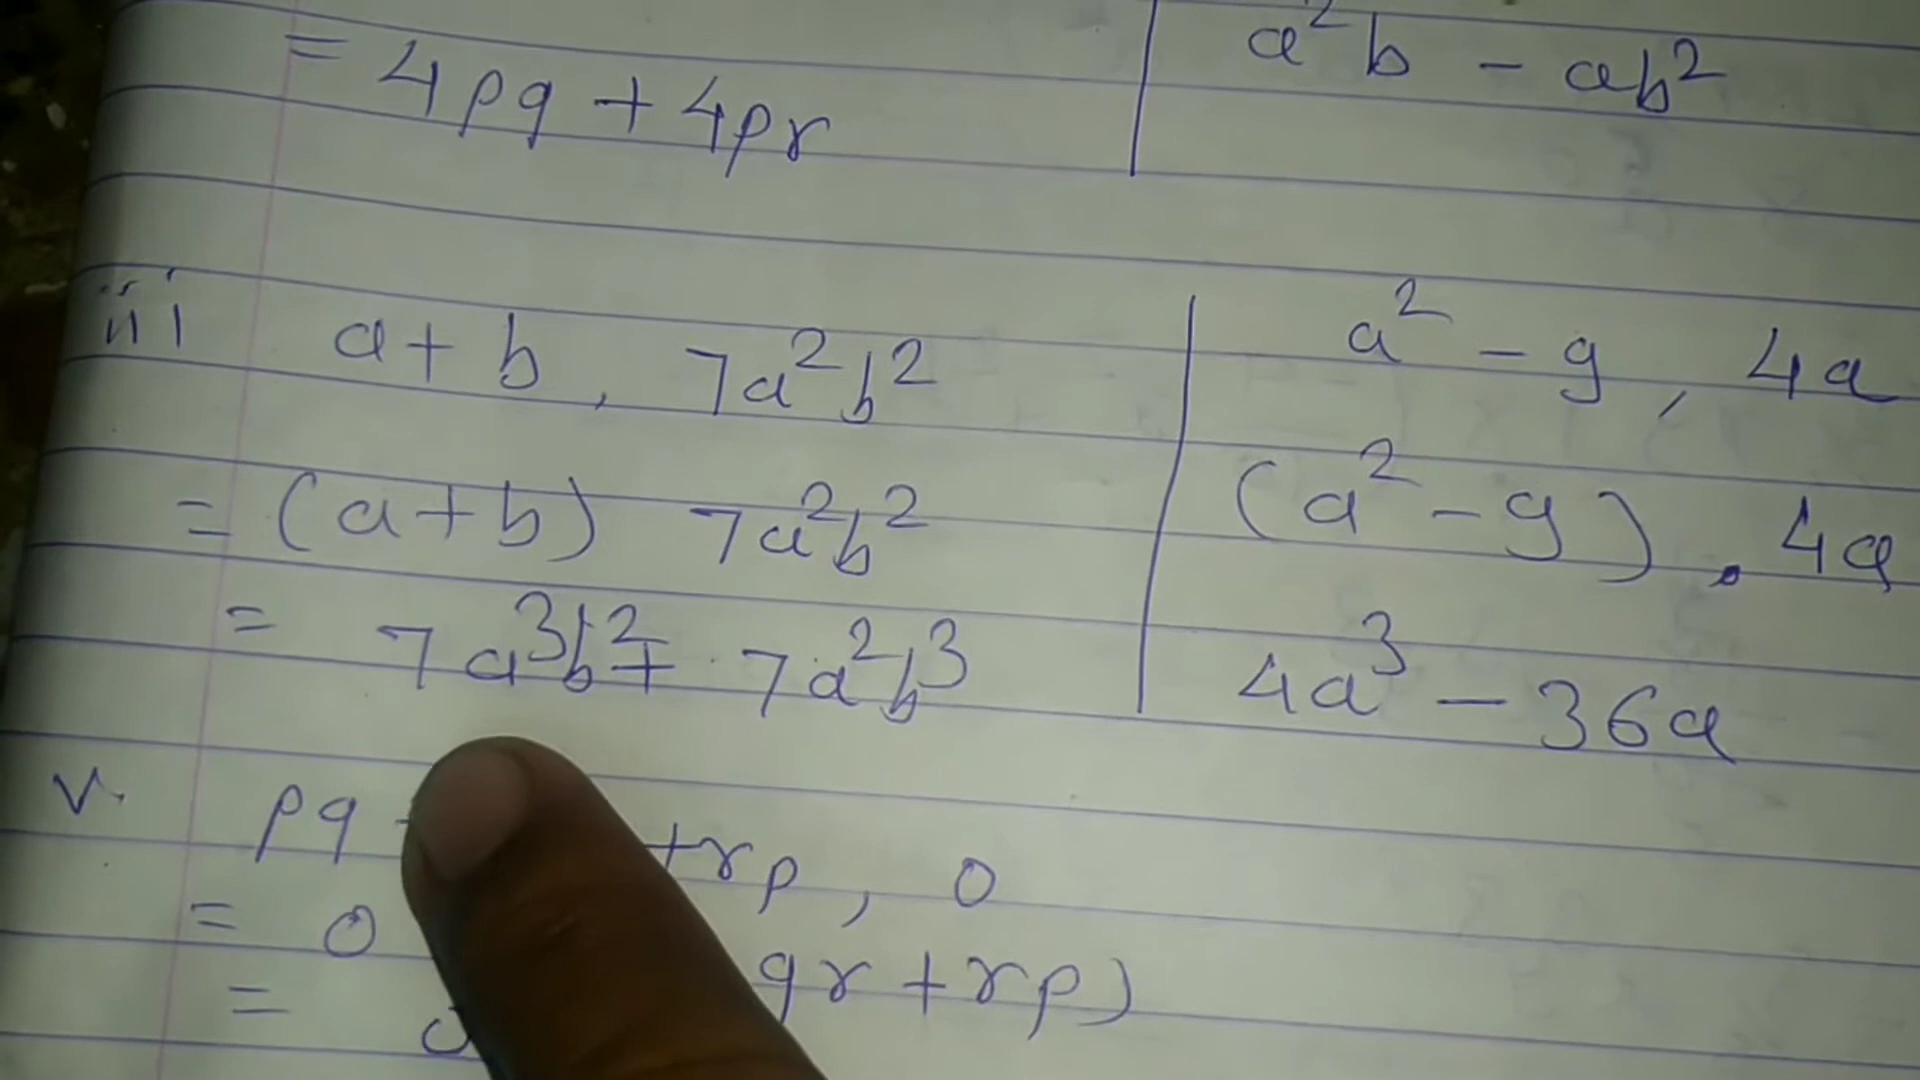 = 4pq + 4pr
a²b - ab²
iii a + b, 7a²b²
= (a + b) 7a²b²
= 7a³b² + 7a²b³
a² - 9, 4a
(a² - 9) . 4a
4a³ - 36a
v. pq + rp, 0
= 0 qr + rp)
=